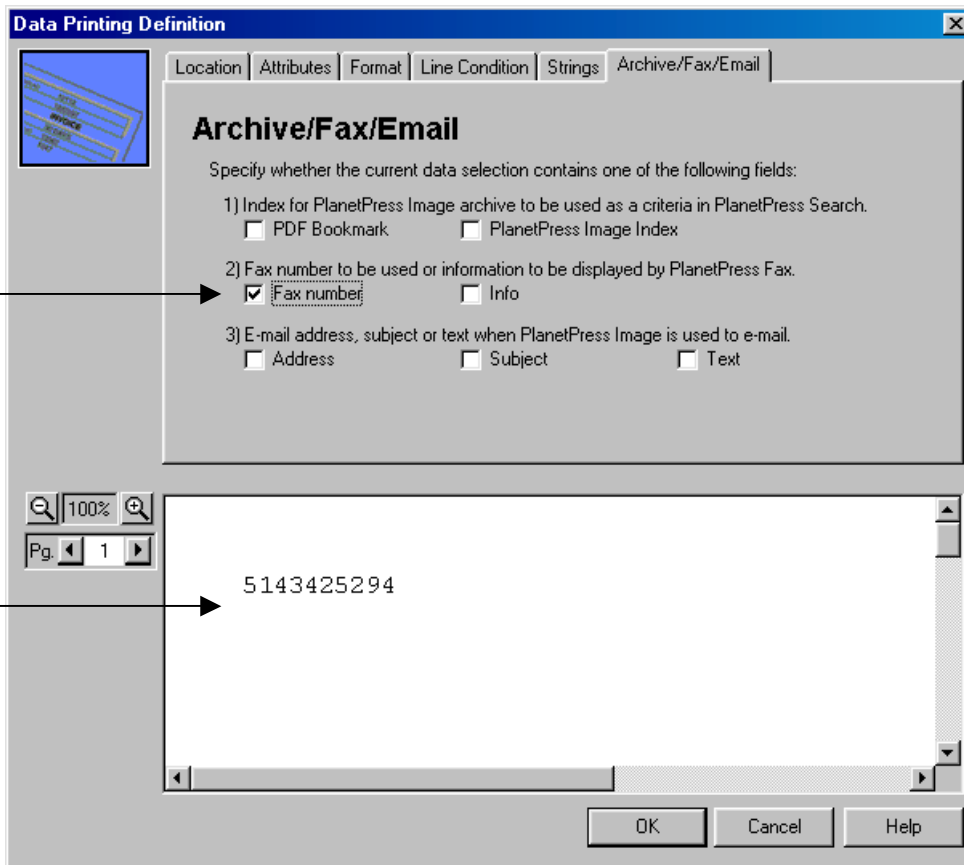 Data Printing Definition
Location Attributes Format Line Condition Strings Archive/Fax/Email
INVOICE
Archive/Fax/Email
Specify whether the current data selection contains one of the following fields:
1) Index for PlanetPress Image archive to be used as a criteria in PlanetPress Search.
PDF Bookmark PlanetPress Image Index
2) Fax number to be used or information to be displayed by PlanetPress Fax.
Fax number Info
3) E-mail address, subject or text when PlanetPress Image is used to e-mail.
Address Subject Text
100%
Pg. 1
5143425294
OK Cancel Help